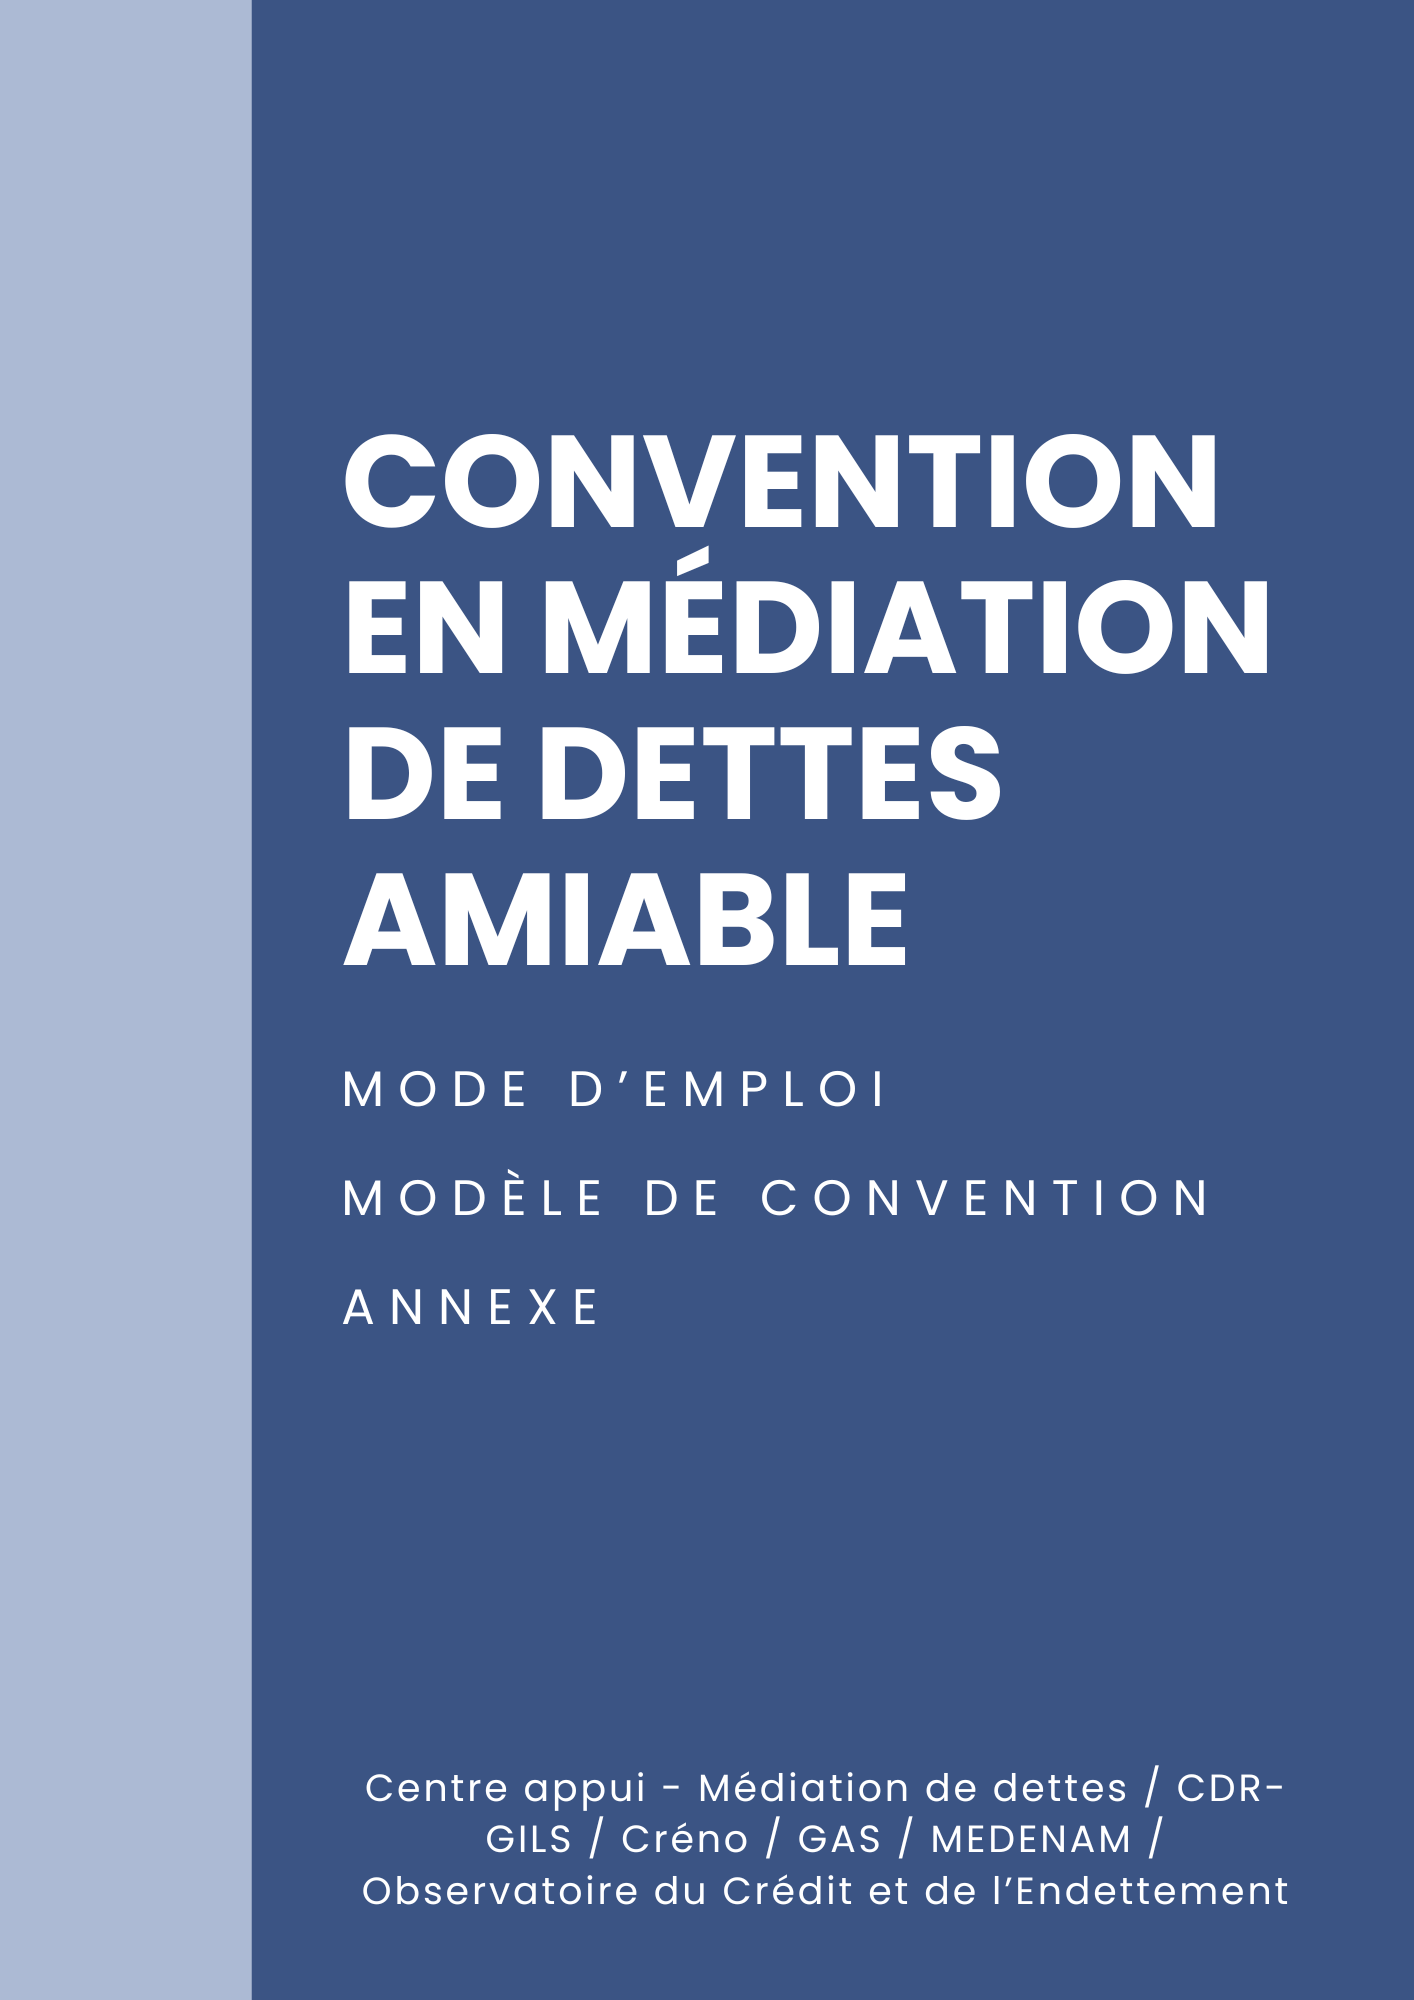 CONVENTION
EN MÉDIATION
DE DETTES
AMIABLE
MODE D’EMPLOI
MODÈLE DE CONVENTION
ANNEXE
Centre appui - Médiation de dettes / CDR-
GILS / Créno / GAS / MEDENAM /
Observatoire du Crédit et de l’Endettement